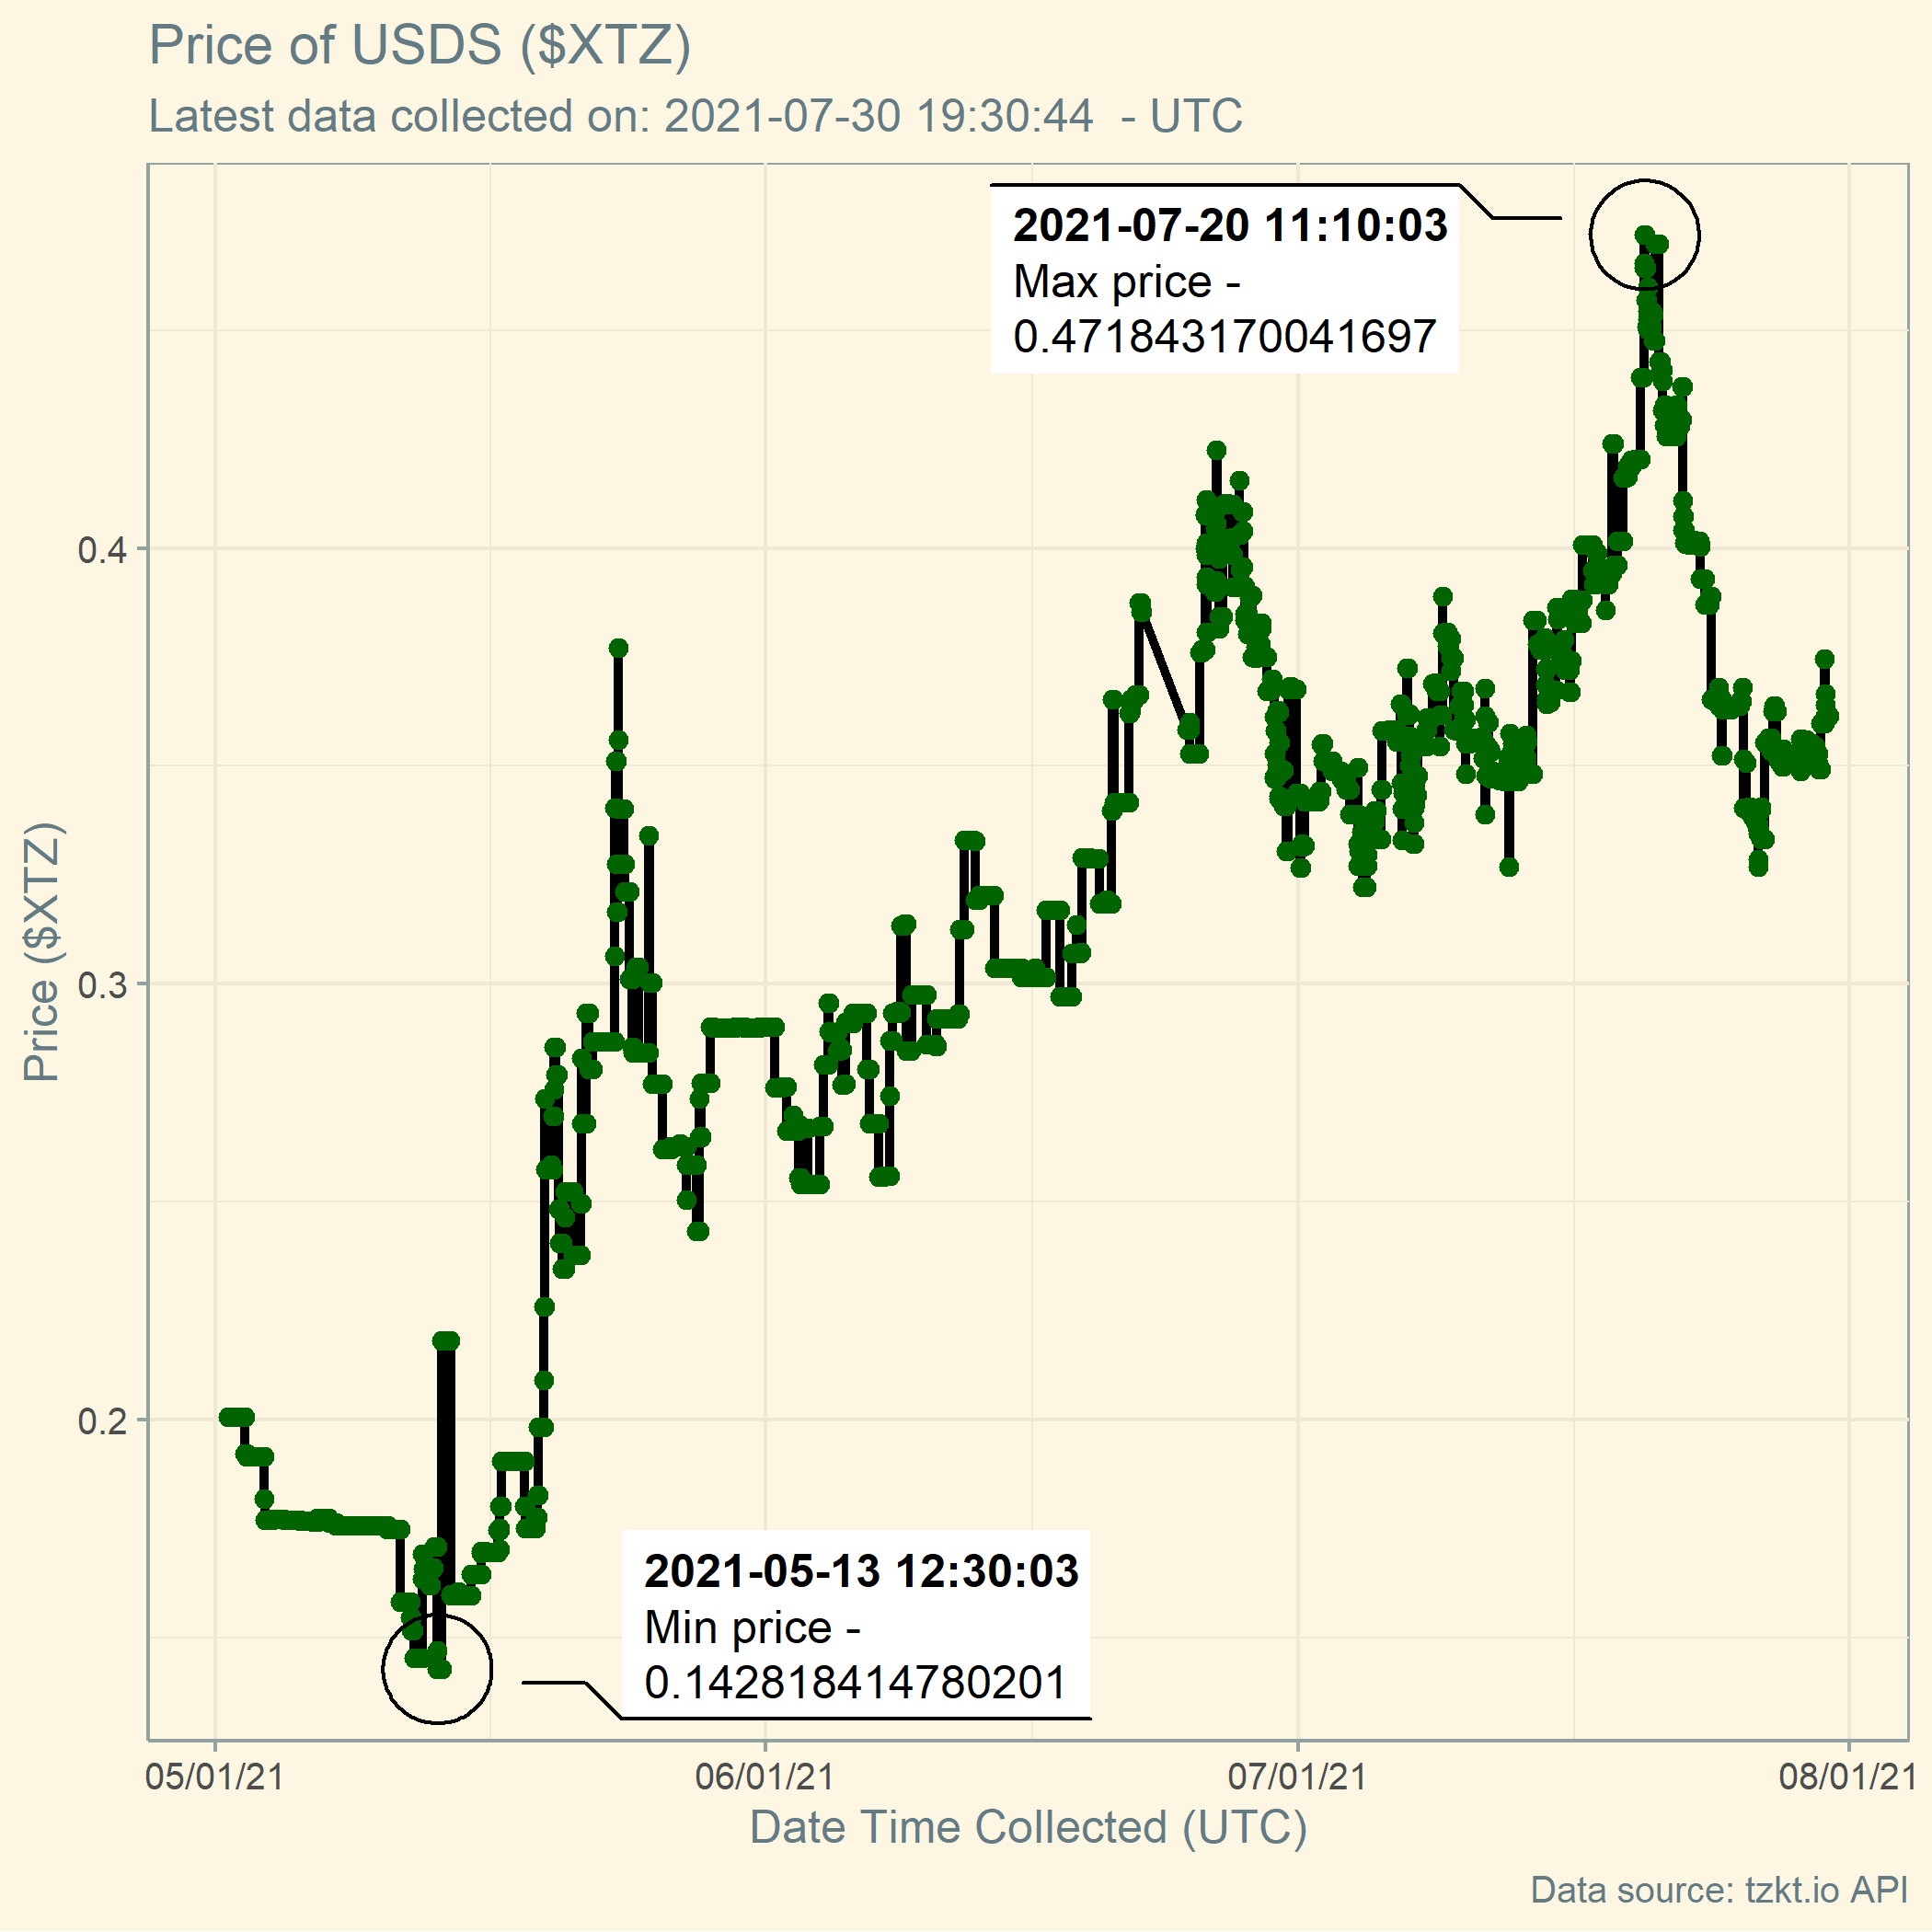 Price of USDS ($XTZ)
Latest data collected on: 2021-07-30 19:30:44  - UTC
2021-07-20 11:10:03
Max price -
0.471843170041697
0.4
0.3
0.2
Price ($XTZ)
2021-05-13 12:30:03
Min price -
0.142818414780201
05/01/21
06/01/21
07/01/21
08/01/21
Date Time Collected (UTC)
Data source: tzkt.io API